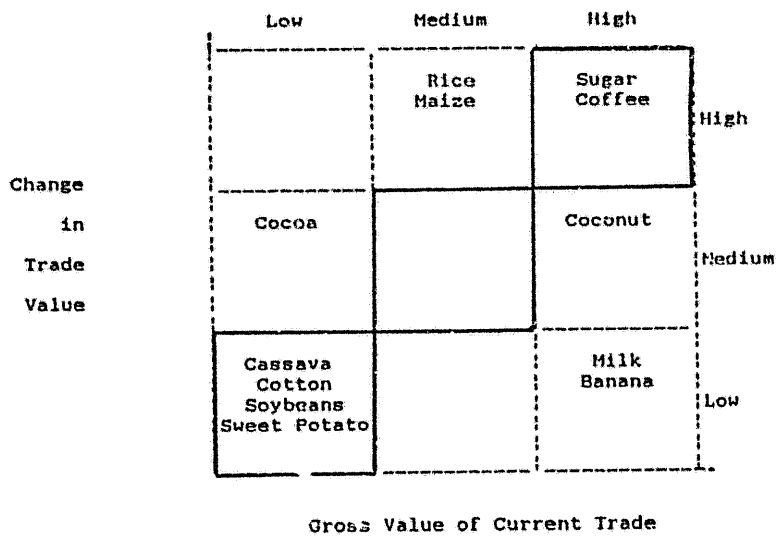 Low Medium High
Rice Sugar
Maize Coffee
High
Change
in
Trade
Value
Cocoa Coconut
Medium
Cassava Milk
Cotton Banana
Soybeans
Sweet Potato
Low
Gross Value of Current Trade